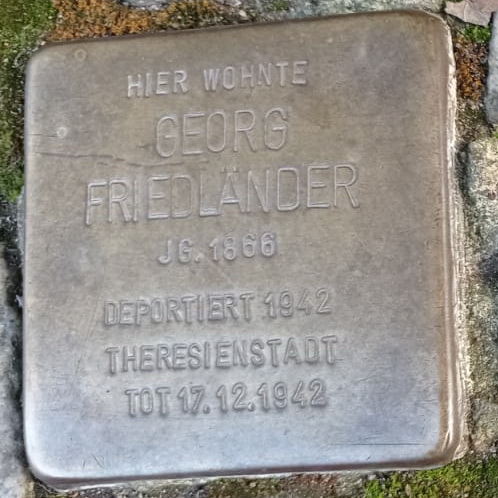 HIER WOHNTE
GEORG
FRIEDLÄNDER
JG. 1866
DEPORTIERT 1942
THERESIENSTADT
TOT 17.12.1942